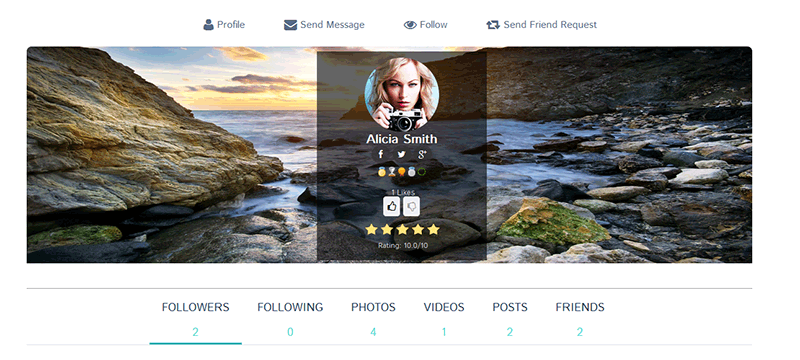 Profile Send Message Follow Send Friend Request
Alicia Smith
1 Likes
Rating: 10.0/10
FOLLOWERS FOLLOWING PHOTOS VIDEOS POSTS FRIENDS
2 0 4 1 2 2